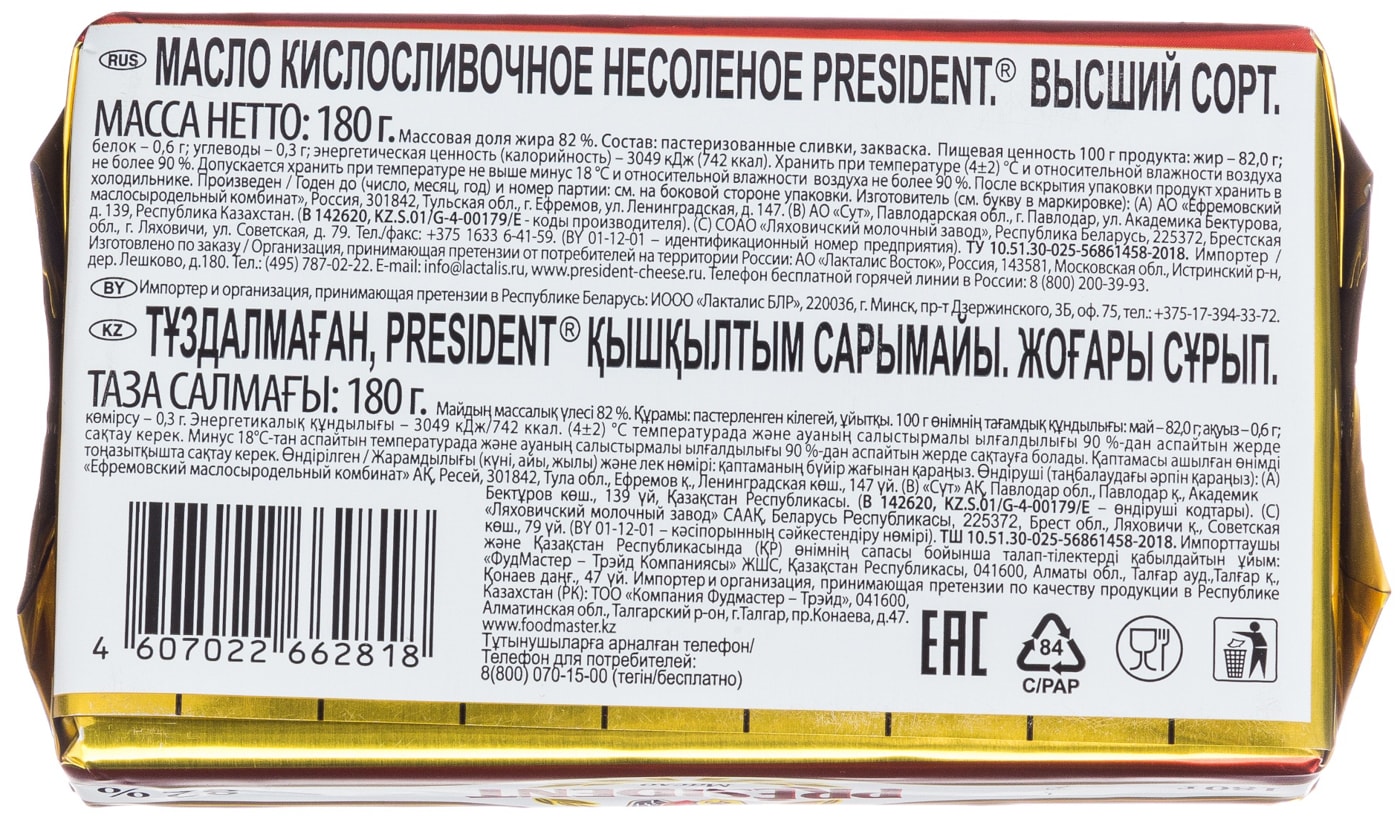 RUS МАСЛО КИСЛОСЛИВОЧНОЕ НЕСОЛЕНОЕ PRESIDENT.® ВЫСШИЙ СОРТ.
МАССА НЕТТО: 180 г. Массовая доля жира 82 %. Состав: пастеризованные сливки, закваска. Пищевая ценность 100 г продукта: жир – 82,0 г;
белок – 0,6 г; углеводы – 0,3 г; энергетическая ценность (калорийность) – 3049 кДж (742 ккал). Хранить при температуре (4±2) °С и относительной влажности воздуха
не более 90 %. Допускается хранить при температуре не выше минус 18 °С и относительной влажности воздуха не более 90 %. После вскрытия упаковки продукт хранить в
холодильнике. Произведен / Годен до (число, месяц, год) и номер партии: см. на боковой стороне упаковки. Изготовитель (см. букву в маркировке): (А) АО «Ефремовский
маслосыродельный комбинат», Россия, 301842, Тульская обл., г. Ефремов, ул. Ленинградская, д. 147. (В) АО «Сут», Павлодарская обл., г. Павлодар, ул. Академика Бектурова,
д. 139, Республика Казахстан. (В 142620, KZ.S.01/G-4-00179/E - коды производителя). (С) СОАО «Ляховичский молочный завод», Республика Беларусь, 225372, Брестская
обл., г. Ляховичи, ул. Советская, д. 79. Тел./факс: +375 1633 6-41-59. (BY 01-12-01 – идентификационный номер предприятия). ТУ 10.51.30-025-56861458-2018. Импортер /
Изготовлено по заказу / Организация, принимающая претензии от потребителей на территории России: АО «Лакталис Восток», Россия, 143581, Московская обл., Истринский р-н,
дер. Лешково, д.180. Тел.: (495) 787-02-22. E-mail: info@lactalis.ru, www.president-cheese.ru. Телефон бесплатной горячей линии в России: 8 (800) 200-39-93.
BY Импортер и организация, принимающая претензии в Республике Беларусь: ИООО «Лакталис БЛР», 220036, г. Минск, пр-т Дзержинского, 3Б, оф. 75, тел.: +375-17-394-33-72.
KZ ТҰЗДАЛМАҒАН, PRESIDENT® ҚЫШҚЫЛТЫМ САРЫМАЙЫ. ЖОҒАРЫ СҰРЫП.
ТАЗА САЛМАҒЫ: 180 г. Майдың массалық үлесі 82 %. Құрамы: пастерленген кілегей, ұйытқы. 100 г өнімнің тағамдық құндылығы: май – 82,0 г; ақуыз – 0,6 г;
көмірсу – 0,3 г. Энергетикалық құндылығы – 3049 кДж/742 ккал. (4±2) °С температурада және ауаның салыстырмалы ылғалдылығы 90 %-дан аспайтын жерде
сақтау керек. Минус 18°С-тан аспайтын температурада және ауаның салыстырмалы ылғалдылығы 90 %-дан аспайтын жерде сақтауға болады. Қаптамасы ашылған өнімді
тоңазытқышта сақтау керек. Өндірілген / Жарамдылығы (күні, айы, жылы) және лек нөмірі: қаптаманың бүйір жағынан қараңыз. Өндіруші (таңбалаудағы әрпін қараңыз): (А)
«Ефремовский маслосыродельный комбинат» АҚ, Ресей, 301842, Тула обл., Ефремов қ., Ленинградская көш., 147 үй. (В) «Сүт» АҚ, Павлодар обл., Павлодар қ., Академик
Бектұров көш., 139 үй, Қазақстан Республикасы. (В 142620, KZ.S.01/G-4-00179/E – өндіруші кодтары). (С)
«Ляховичский молочный завод» СААҚ, Беларусь Республикасы, 225372, Брест обл., Ляховичи қ., Советская
көш., 79 үй. (BY 01-12-01 – кәсіпорынның сәйкестендіру нөмірі). ТШ 10.51.30-025-56861458-2018. Импорттаушы
және Қазақстан Республикасында (ҚР) өнімнің сапасы бойынша талап-тілектерді қабылдайтын ұйым:
«ФудМастер – Трэйд Компаниясы» ЖШС, Қазақстан Республикасы, 041600, Алматы обл., Талғар ауд.,Талғар қ.,
Қонаев даңғ., 47 үй. Импортер и организация, принимающая претензии по качеству продукции в Республике
Казахстан (РК): ТОО «Компания Фудмастер – Трэйд», 041600,
Алматинская обл., Талгарский р-он, г.Талгар, пр.Конаева, д.47.
www.foodmaster.kz
Тұтынушыларға арналған телефон/
Телефон для потребителей:
8(800) 070-15-00 (тегін/бесплатно)
4 607022 662818
EAC
84
C/PAP
PRESIDENT